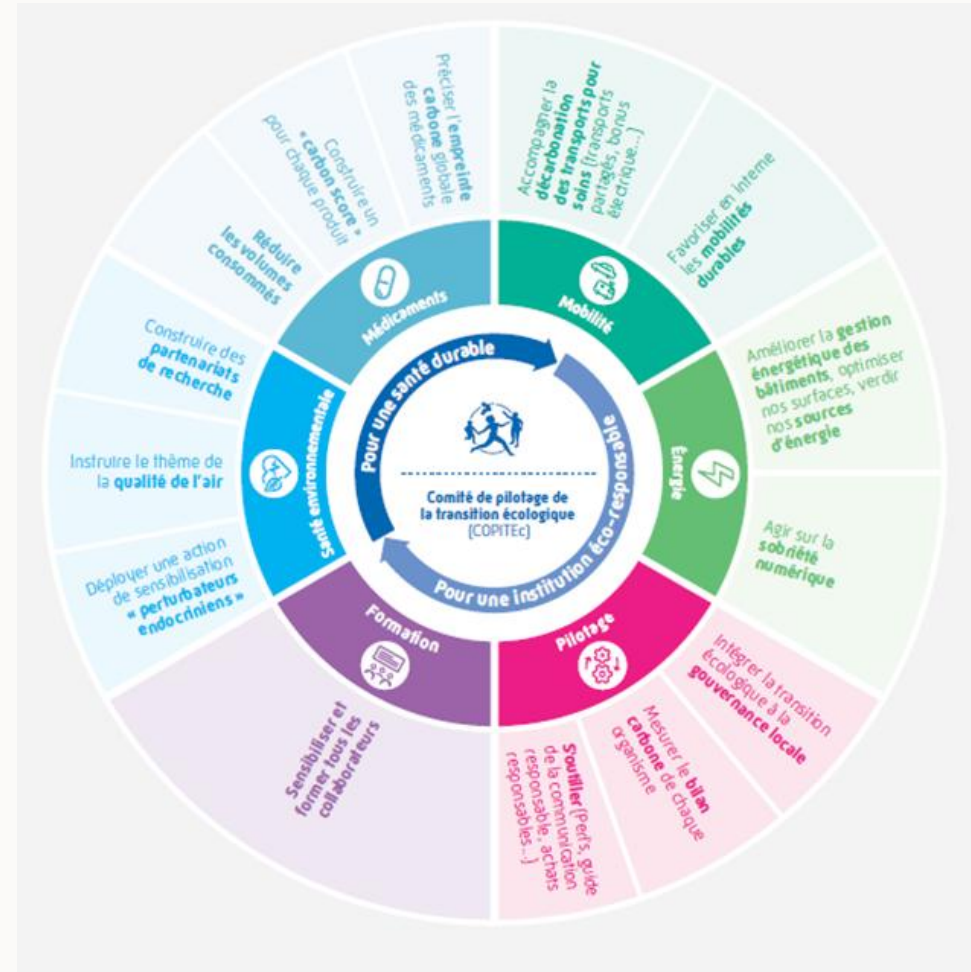 Préciser l'empreinte
carbone globale
des médicaments
Construire un
« carbon score »
pour chaque produit
Réduire
les volumes
consommés
Médicaments
Accompagner la
décarbonation
des transports pour
soins (transports
partagés, bonus
électrique...)
Favoriser en interne
les mobilités
durables
Mobilité
Améliorer la gestion
énergétique des
bâtiments, optimiser
nos surfaces, verdir
nos sources
d'énergie
Agir sur la
sobriété
numérique
Énergie
Intégrer la transition
écologique à la
gouvernance locale
Mesurer le bilan
carbone de chaque
organisme
S'outiller (Perl's, guide
de la communication
responsable, achats
responsables...)
Pilotage
Sensibiliser et
former tous les
collaborateurs
Formation
Déployer une action
de sensibilisation
« perturbateurs
endocriniens »
Instruire le thème de
la qualité de l'air
Construire des
partenariats
de recherche
Santé environnementale
Pour une santé durable
Pour une institution éco-responsable
Comité de pilotage de
la transition écologique
(COPITEc)